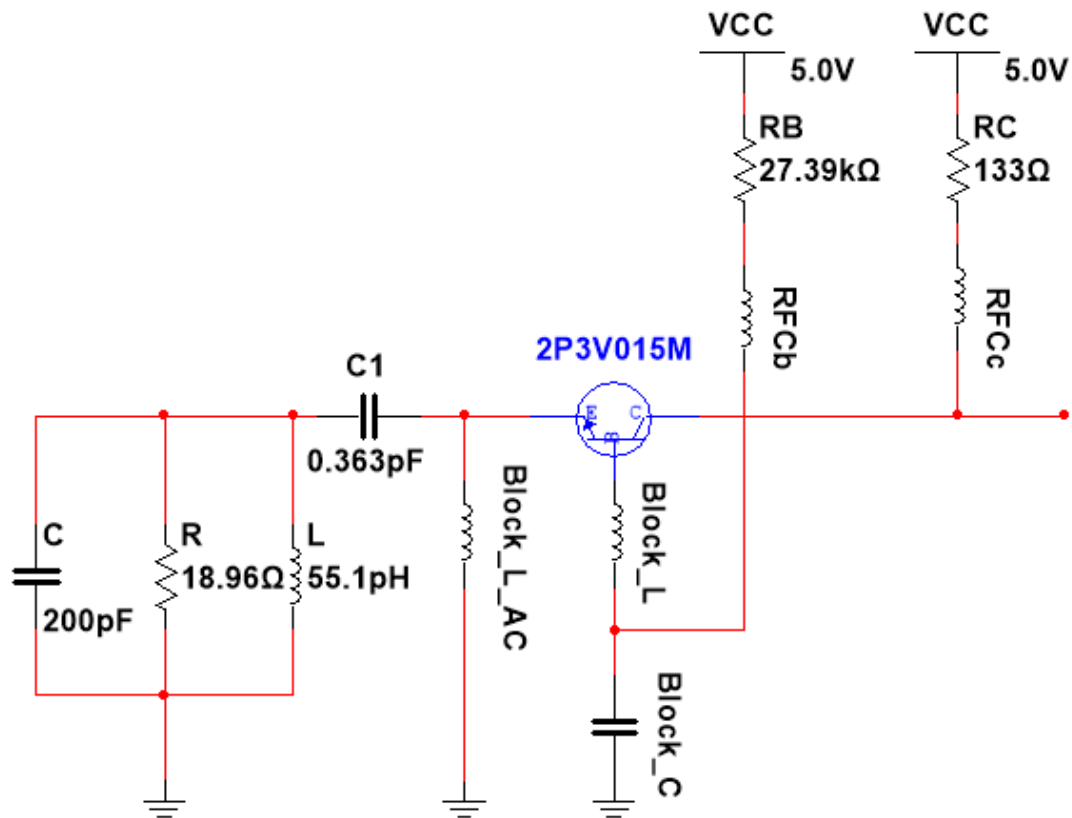 VCC
5.0V
VCC
5.0V
RB
27.39kΩ
RC
133Ω
RFCb
RFCc
2P3V015M
C1
0.363pF
E
C
B
Block_L_AC
Block_L
C
200pF
R
18.96Ω
L
55.1pH
Block_C